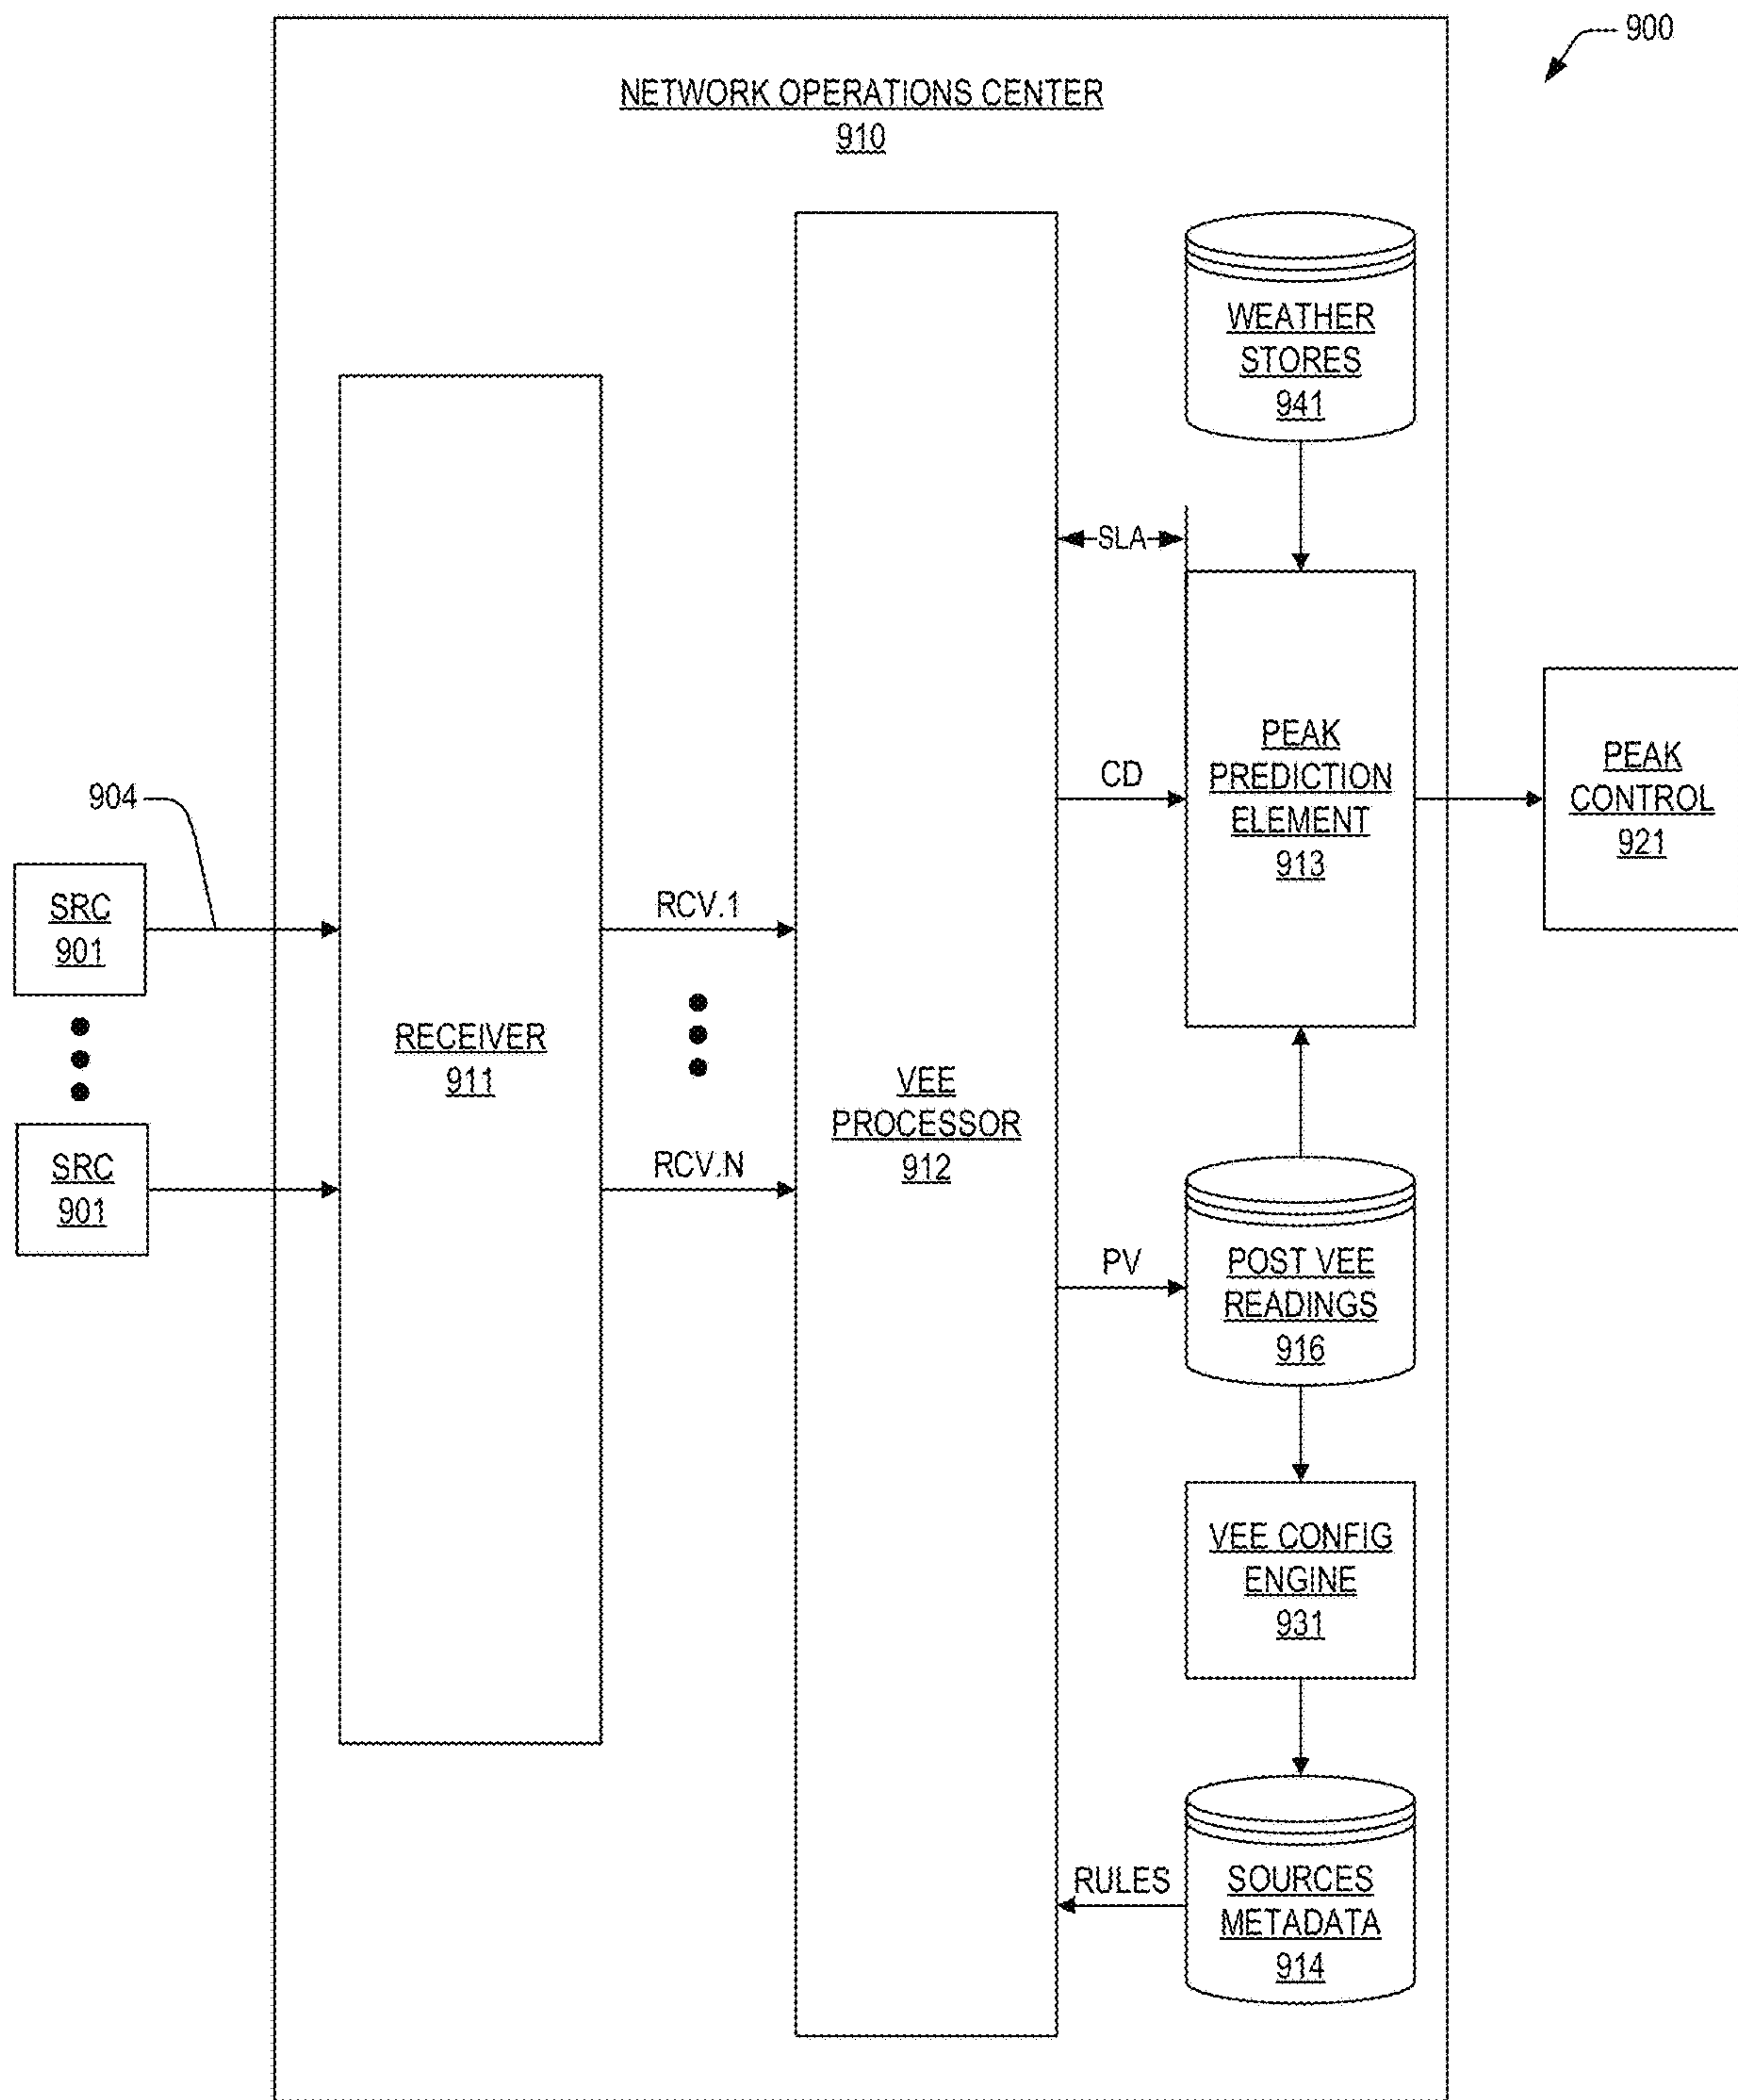 900
NETWORK OPERATIONS CENTER
910
WEATHER
STORES
941
SLA
PEAK
PREDICTION
ELEMENT
913
CD
PEAK
CONTROL
921
904
SRC
901
RCV.1
RECEIVER
911
VEE
PROCESSOR
912
SRC
901
RCV.N
PV
POST VEE
READINGS
916
VEE CONFIG
ENGINE
931
RULES
SOURCES
METADATA
914